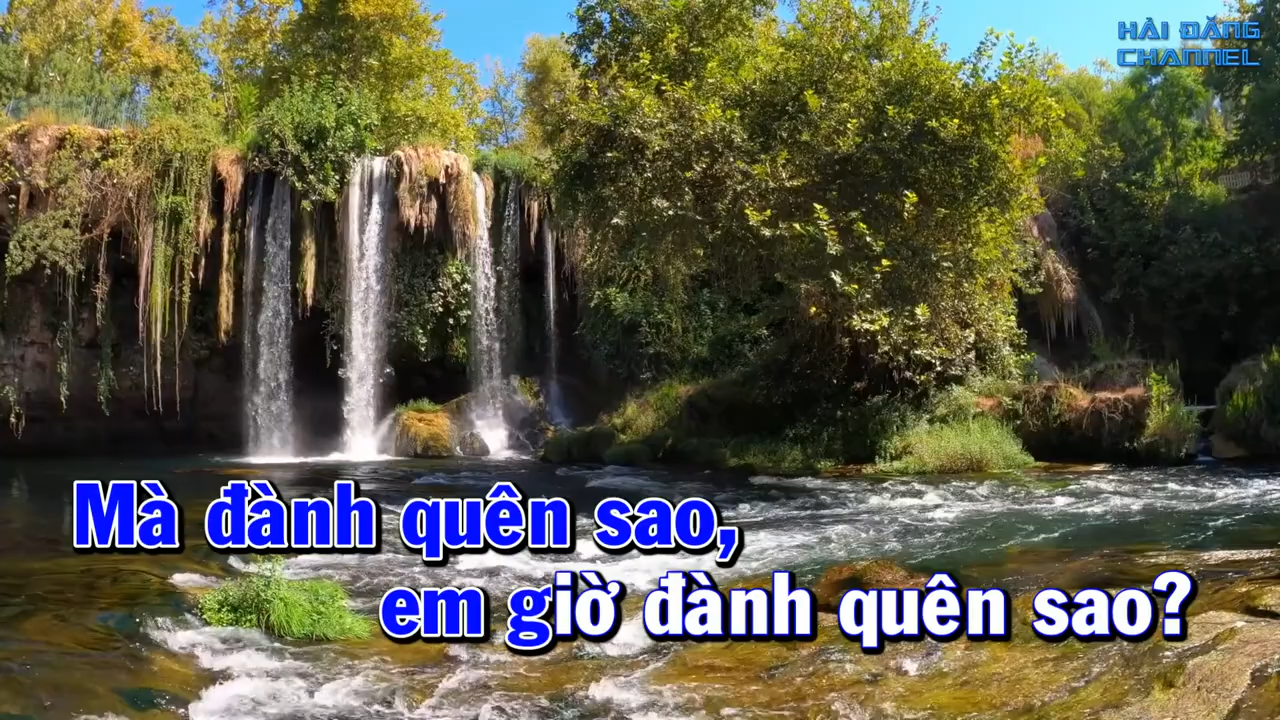 HẢI ĐĂNG
CHANNEL
Mà đành quên sao,
em giờ đành quên sao?